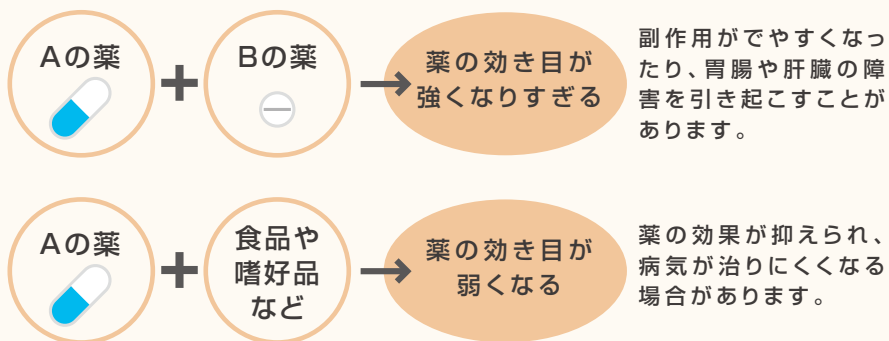 Aの薬
＋
Bの薬
→
薬の効き目が
強くなりすぎる
副作用がでやすくなっ
たり、胃腸や肝臓の障
害を引き起こすことが
あります。
Aの薬
＋
食品や
嗜好品
など
→
薬の効き目が
弱くなる
薬の効果が抑えられ、
病気が治りにくくなる
場合があります。